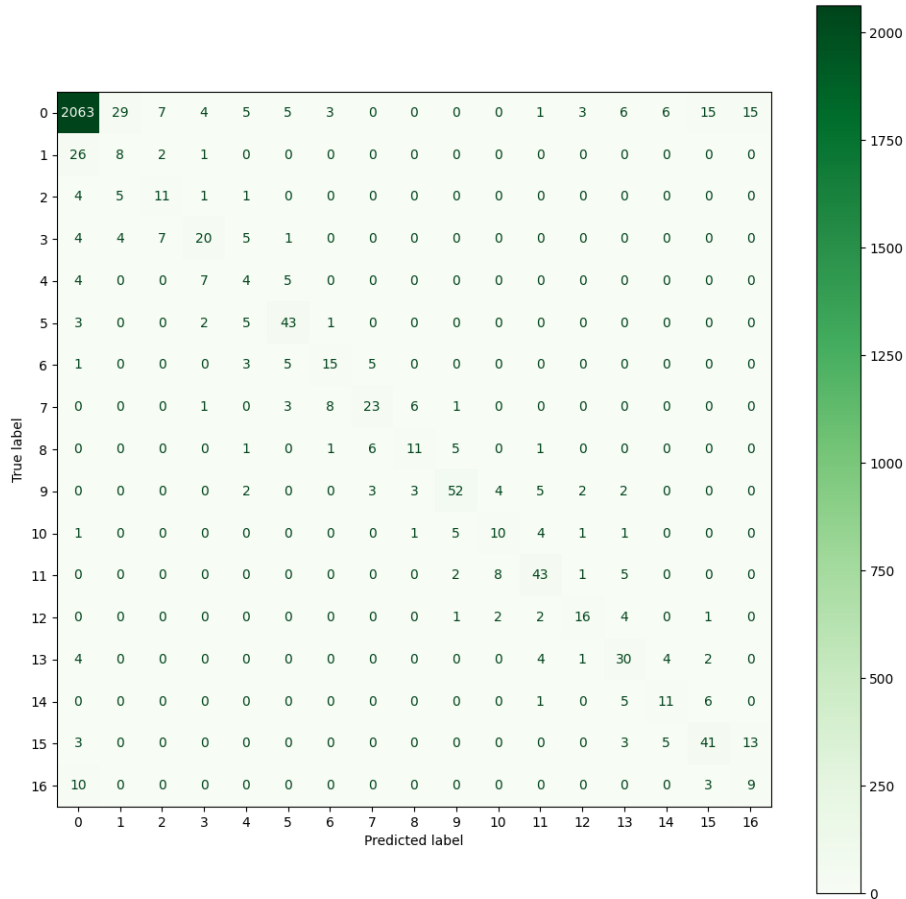 0 2063 29 7 4 5 5 3 0 0 0 0 1 3 6 6 15 15
1 26 8 2 1 0 0 0 0 0 0 0 0 0 0 0 0 0
2 4 5 11 1 1 0 0 0 0 0 0 0 0 0 0 0 0
3 4 4 7 20 5 1 0 0 0 0 0 0 0 0 0 0 0
4 4 0 0 7 4 5 0 0 0 0 0 0 0 0 0 0 0
5 3 0 0 2 5 43 1 0 0 0 0 0 0 0 0 0 0
6 1 0 0 0 3 5 15 5 0 0 0 0 0 0 0 0 0
7 0 0 0 1 0 3 8 23 6 1 0 0 0 0 0 0 0
8 0 0 0 0 1 0 1 6 11 5 0 1 0 0 0 0 0
9 0 0 0 0 2 0 0 3 3 52 4 5 2 2 0 0 0
10 1 0 0 0 0 0 0 0 1 5 10 4 1 1 0 0 0
11 0 0 0 0 0 0 0 0 0 2 8 43 1 5 0 0 0
12 0 0 0 0 0 0 0 0 0 1 2 2 16 4 0 1 0
13 4 0 0 0 0 0 0 0 0 0 0 4 1 30 4 2 0
14 0 0 0 0 0 0 0 0 0 0 0 1 0 5 11 6 0
15 3 0 0 0 0 0 0 0 0 0 0 0 0 3 5 41 13
16 10 0 0 0 0 0 0 0 0 0 0 0 0 0 0 3 9
0 1 2 3 4 5 6 7 8 9 10 11 12 13 14 15 16
Predicted label
True label
2000
1750
1500
1250
1000
750
500
250
0